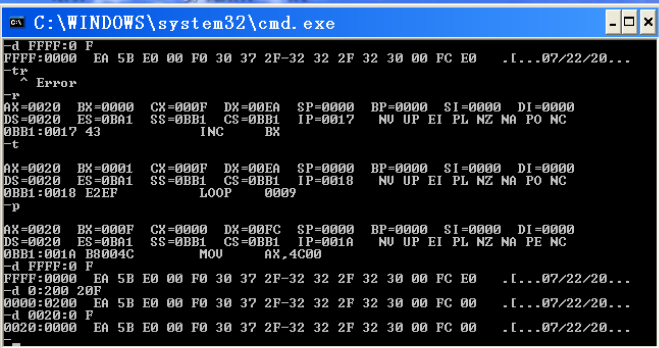 C:\WINDOWS\system32\cmd.exe
-d FFFF:0 F
FFFF:0000  EA 5B E0 00 F0 30 37 2F-32 32 2F 32 30 00 FC E0   .[...07/22/20...
-tr
  ^ Error
-r
AX=0020  BX=0000  CX=000F  DX=00EA  SP=0000  BP=0000  SI=0000  DI=0000
DS=0020  ES=0BA1  SS=0BB1  CS=0BB1  IP=0017   NV UP EI PL NZ NA PO NC
0BB1:0017 43            INC     BX
-t
AX=0020  BX=0001  CX=000F  DX=00EA  SP=0000  BP=0000  SI=0000  DI=0000
DS=0020  ES=0BA1  SS=0BB1  CS=0BB1  IP=0018   NV UP EI PL NZ NA PO NC
0BB1:0018 E2EF          LOOP    0009
-p
AX=0020  BX=000F  CX=0000  DX=00FC  SP=0000  BP=0000  SI=0000  DI=0000
DS=0020  ES=0BA1  SS=0BB1  CS=0BB1  IP=001A   NV UP EI PL NZ NA PE NC
0BB1:001A B8004C        MOV     AX,4C00
-d FFFF:0 F
FFFF:0000  EA 5B E0 00 F0 30 37 2F-32 32 2F 32 30 00 FC E0   .[...07/22/20...
-d 0:200 20F
0000:0200  EA 5B E0 00 F0 30 37 2F-32 32 2F 32 30 00 FC 00   .[...07/22/20...
-d 0020:0 F
0020:0000  EA 5B E0 00 F0 30 37 2F-32 32 2F 32 30 00 FC 00   .[...07/22/20...
-